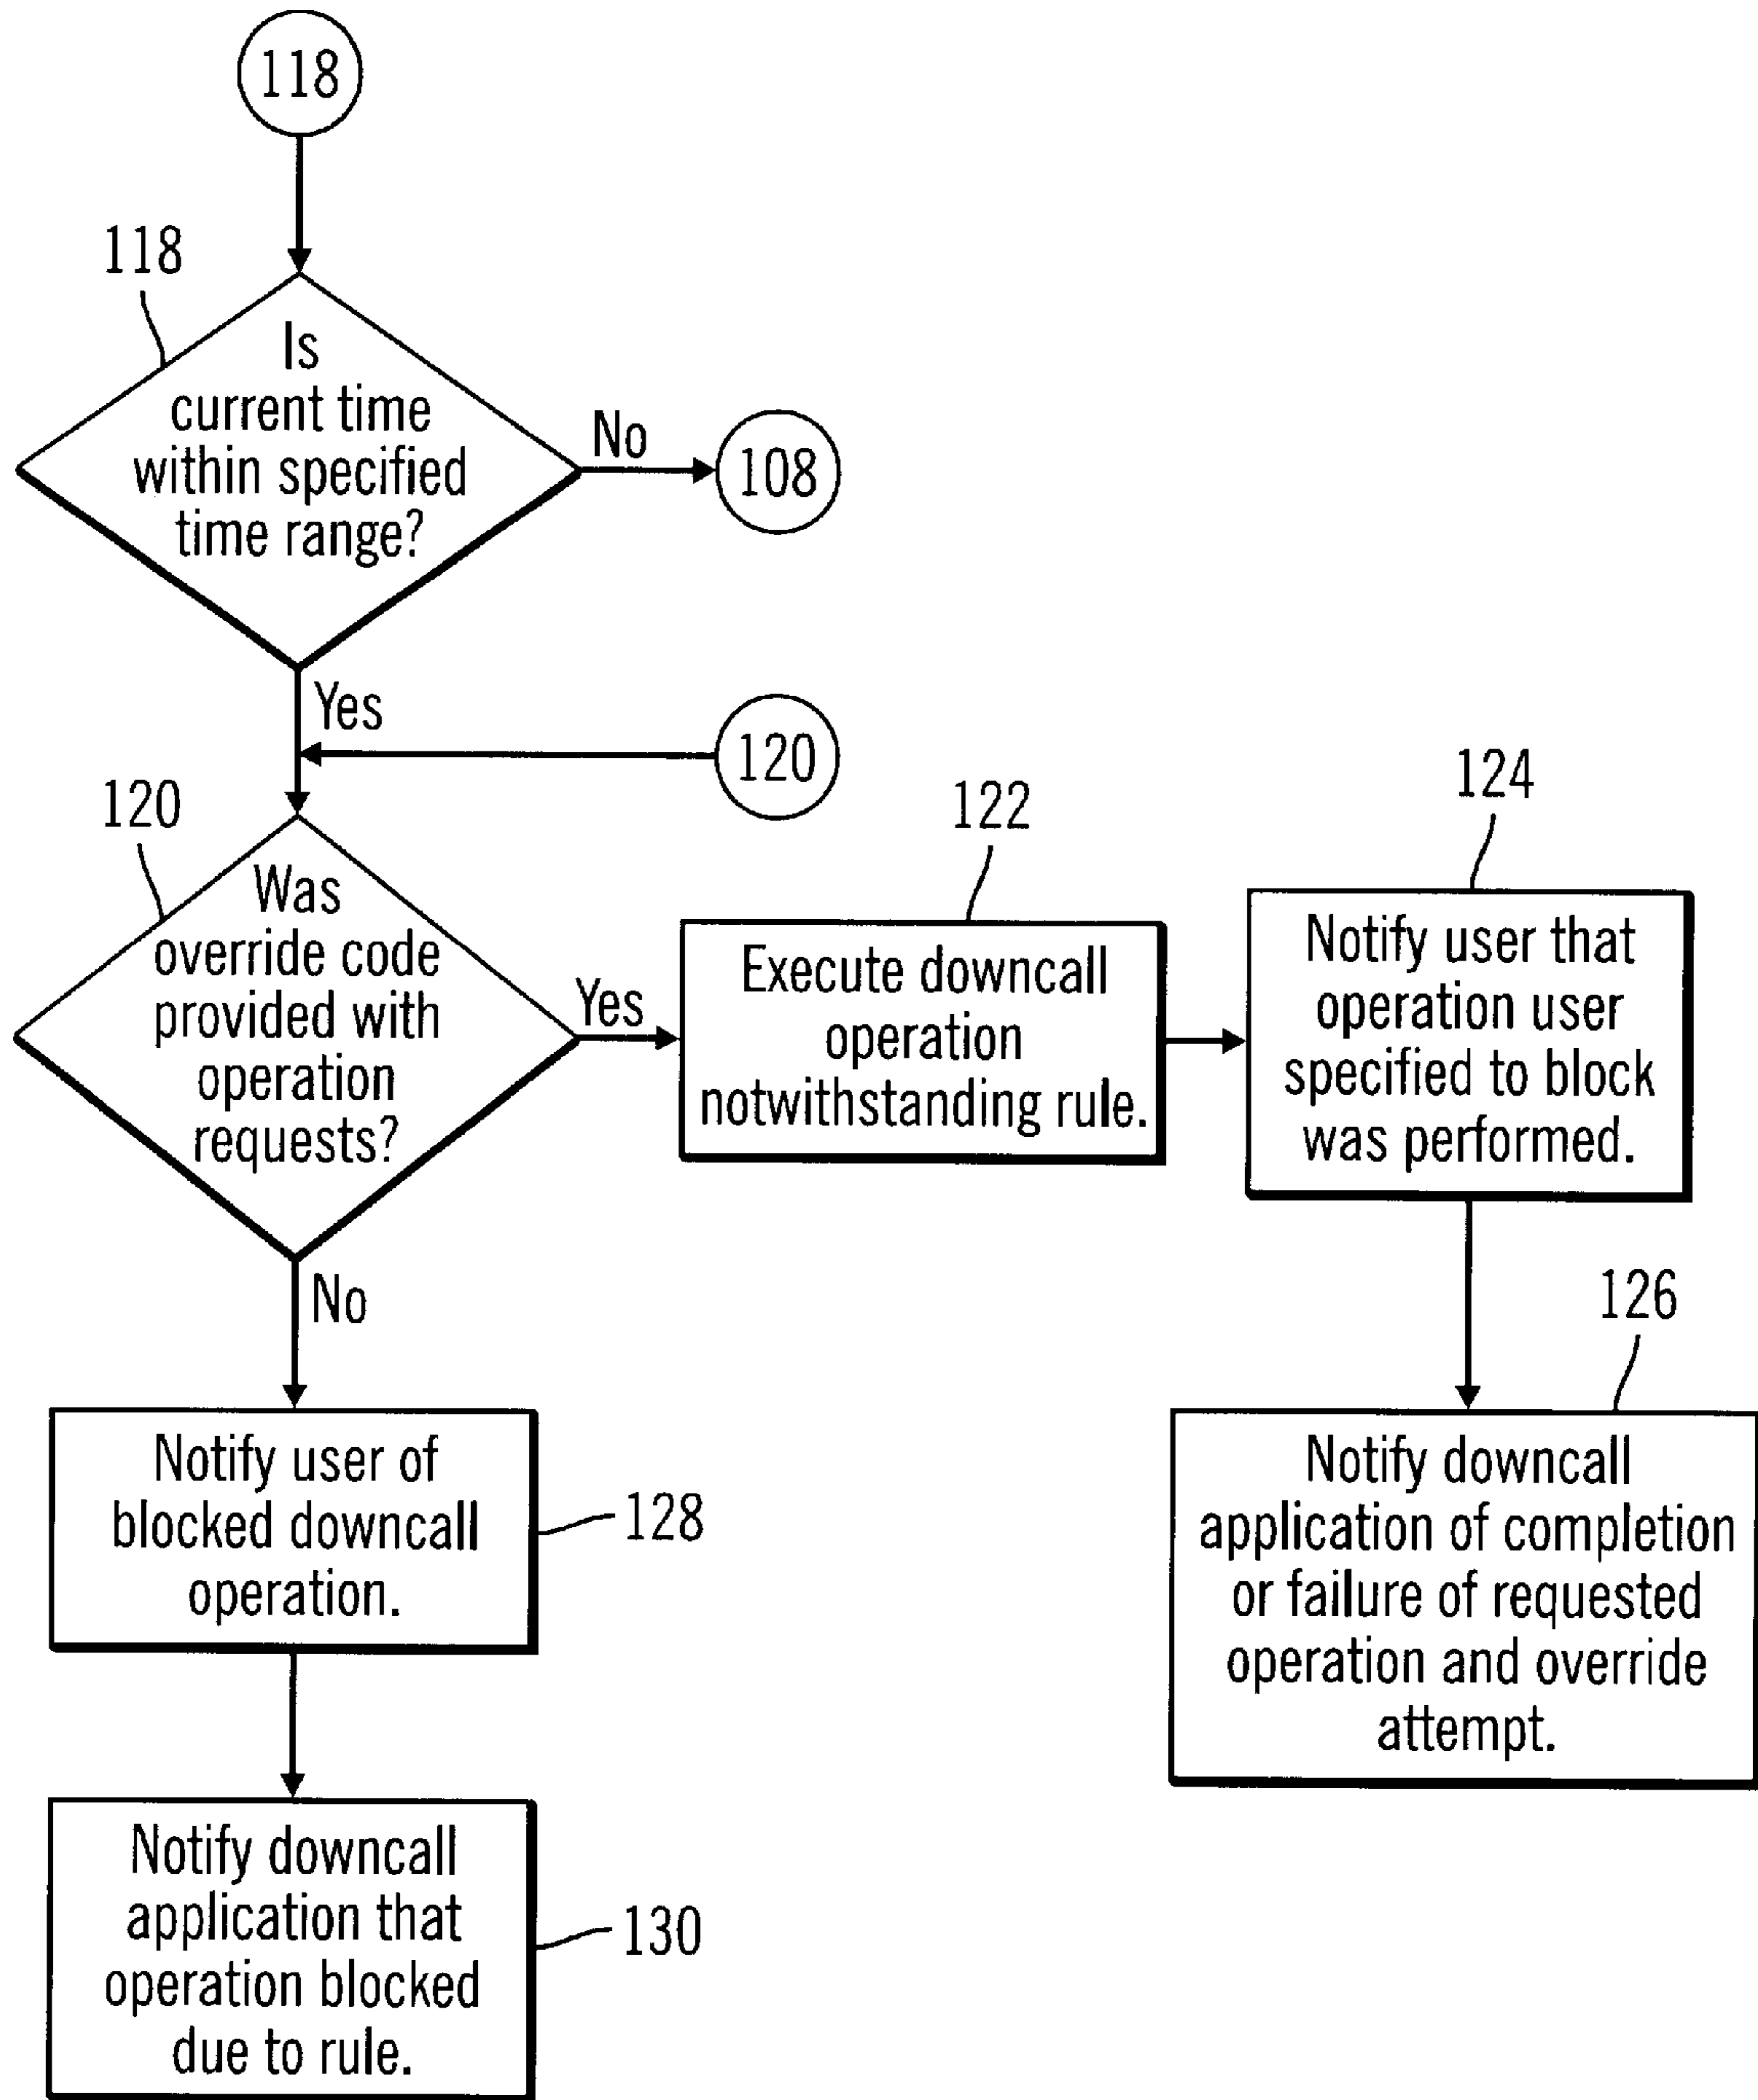 118
118
Is
current time
within specified
time range?
No
108
Yes
120
120
Was
override code
provided with
operation
requests?
Yes
122
Execute downcall
operation
notwithstanding rule.
124
Notify user that
operation user
specified to block
was performed.
126
Notify downcall
application of completion
or failure of requested
operation and override
attempt.
No
Notify user of
blocked downcall
operation.
128
Notify downcall
application that
operation blocked
due to rule.
130